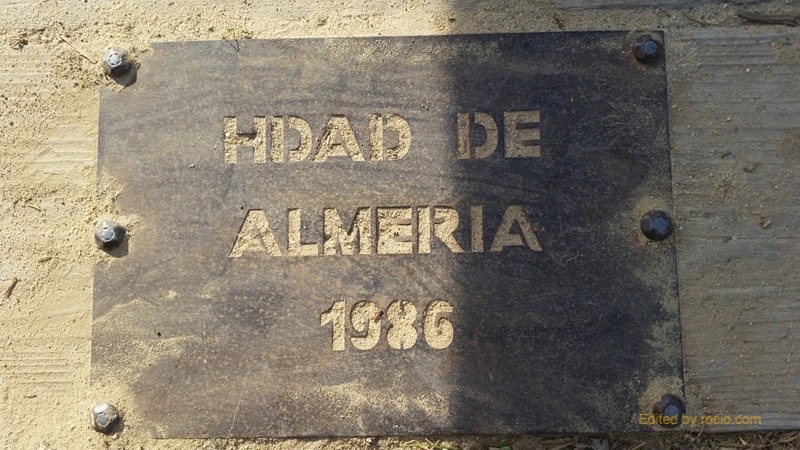 HDAD DE
ALMERIA
1986
Edited by rocio.com